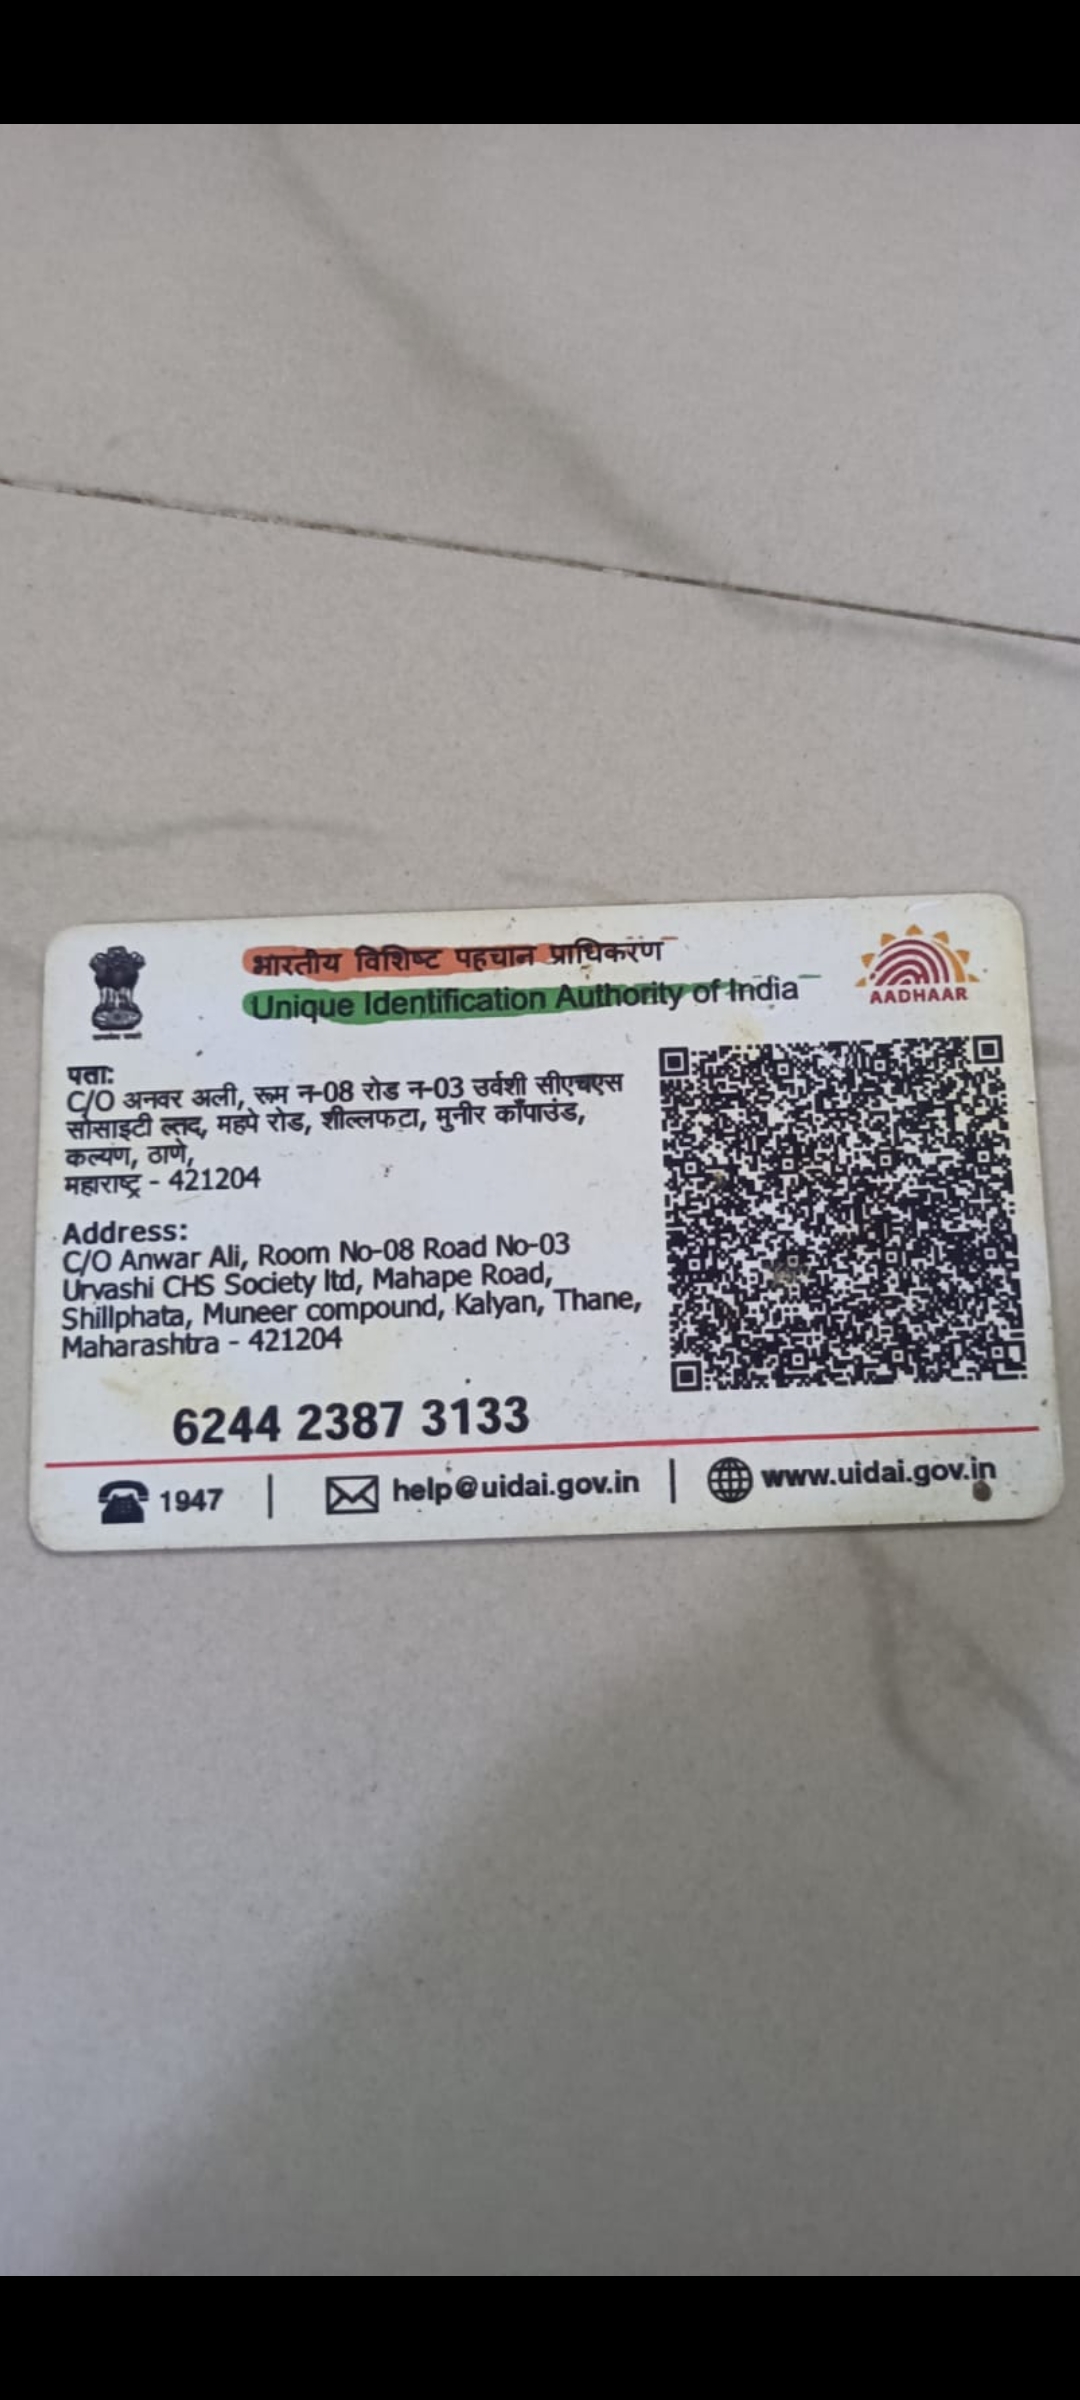 भारतीय विशिष्ट पहचान प्राधिकरण
Unique Identification Authority of India
AADHAAR
पता:
C/O अनवर अली, रूम न-08 रोड न-03 उर्वशी सीएचएस
सोसाइटी ल्तद, महपे रोड, शील्लफटा, मुनीर कॉंपाउंड,
कल्यण, ठाणे,
महाराष्ट्र - 421204
Address:
C/O Anwar Ali, Room No-08 Road No-03
Urvashi CHS Society ltd, Mahape Road,
Shillphata, Muneer compound, Kalyan, Thane,
Maharashtra - 421204
6244 2387 3133
1947 | help@uidai.gov.in | www.uidai.gov.in